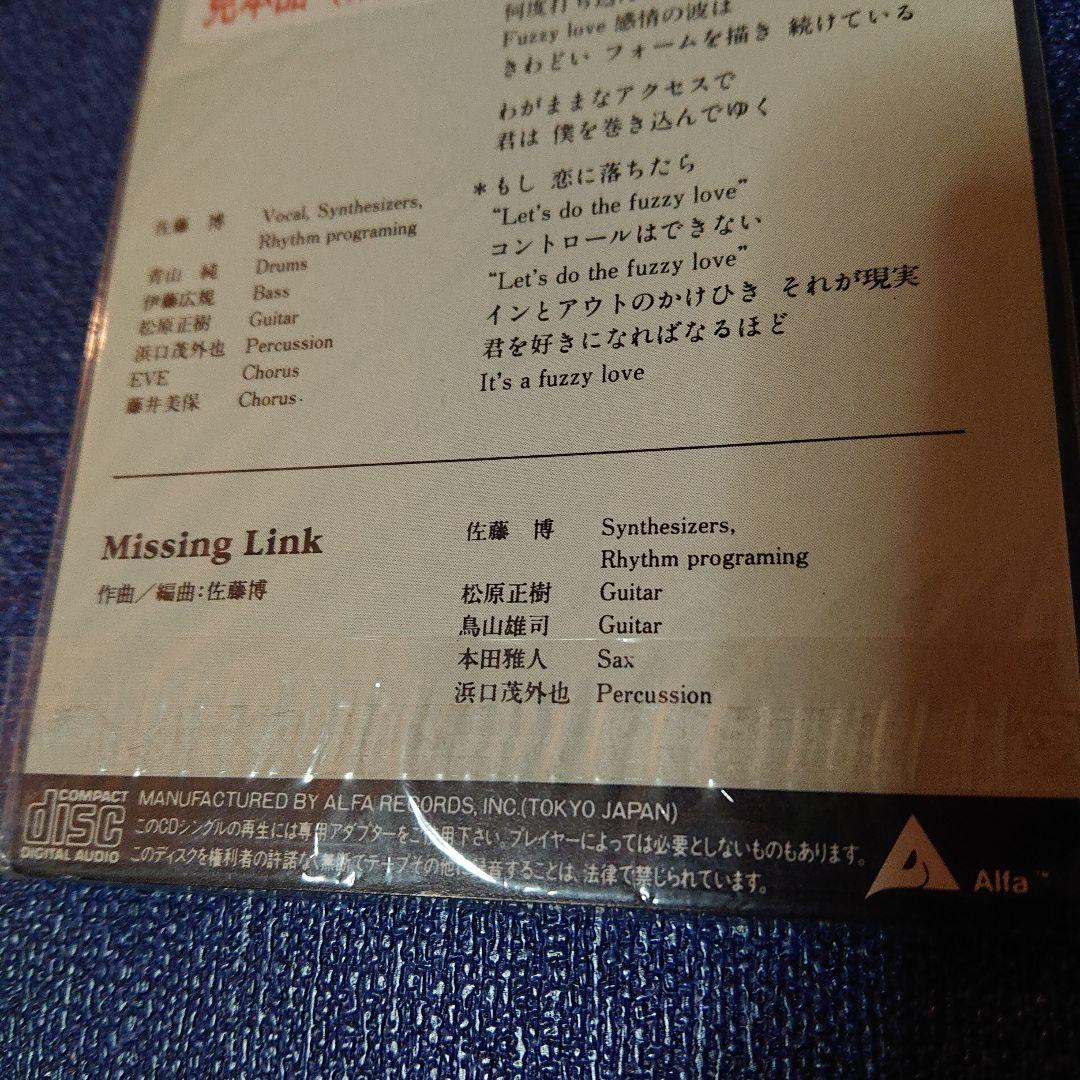 見本品
Fuzzy love 感情の波は
きわどい フォームを描き 続けている
わがままなアクセスで
君は 僕を巻き込んでゆく
*もし 恋に落ちたら
“Let's do the fuzzy love”
コントロールはできない
“Let's do the fuzzy love”
インとアウトのかけひき それが現実
君を好きになればなるほど
It's a fuzzy love
佐藤 博 Vocal, Synthesizers,
Rhythm programing
青山 純 Drums
伊藤広規 Bass
松原正樹 Guitar
浜口茂外也 Percussion
EVE Chorus
藤井美保 Chorus
Missing Link
作曲/編曲:佐藤博
佐藤 博 Synthesizers,
Rhythm programing
松原正樹 Guitar
鳥山雄司 Guitar
本田雅人 Sax
浜口茂外也 Percussion
COMPACT
disc
DIGITAL AUDIO
MANUFACTURED BY ALFA RECORDS, INC.(TOKYO JAPAN)
このCDシングルの再生には専用アダプターをご使用下さい。プレイヤーによっては必要としないものもあります。
このディスクを権利者の許諾なく無断でテープその他に録音することは、法律で禁じられています。
Alfa™